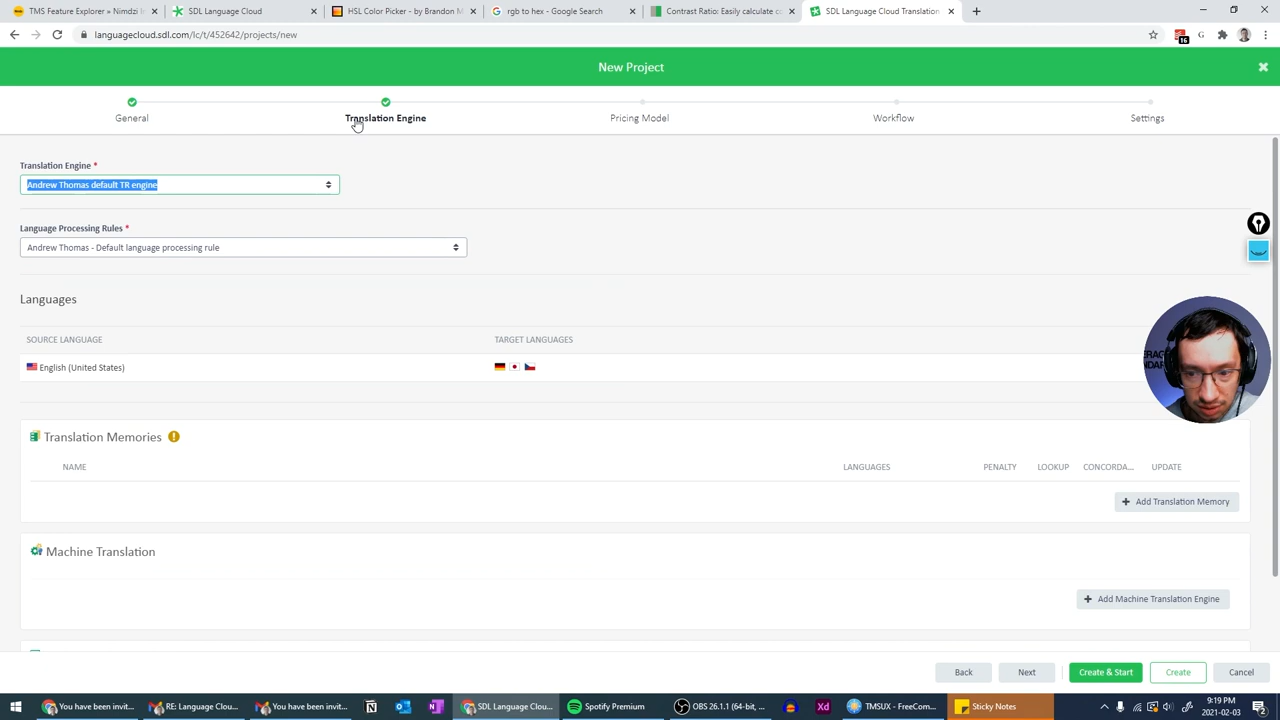 TMS Feature Explorer » Nimdzi In
SDL Language Cloud
HSL Color Picker - by Brandon M
rgb to hex - Google Search
Contrast Ratio: Easily calculate co
SDL Language Cloud Translation
languagecloud.sdl.com/lc/t/452642/projects/new
16
G
New Project
General
Translation Engine
Pricing Model
Workflow
Settings
Translation Engine *
Andrew Thomas default TR engine
Language Processing Rules *
Andrew Thomas - Default language processing rule
Languages
SOURCE LANGUAGE
TARGET LANGUAGES
English (United States)
Translation Memories
NAME
LANGUAGES
PENALTY
LOOKUP
CONCORDA...
UPDATE
+ Add Translation Memory
Machine Translation
+ Add Machine Translation Engine
Back
Next
Create & Start
Create
Cancel
You have been invit...
RE: Language Clou...
You have been invit...
SDL Language Clou...
Spotify Premium
OBS 26.1.1 (64-bit, ...
Xd
TMSUX - FreeCom...
Sticky Notes
9:19 PM
2021-02-03
2